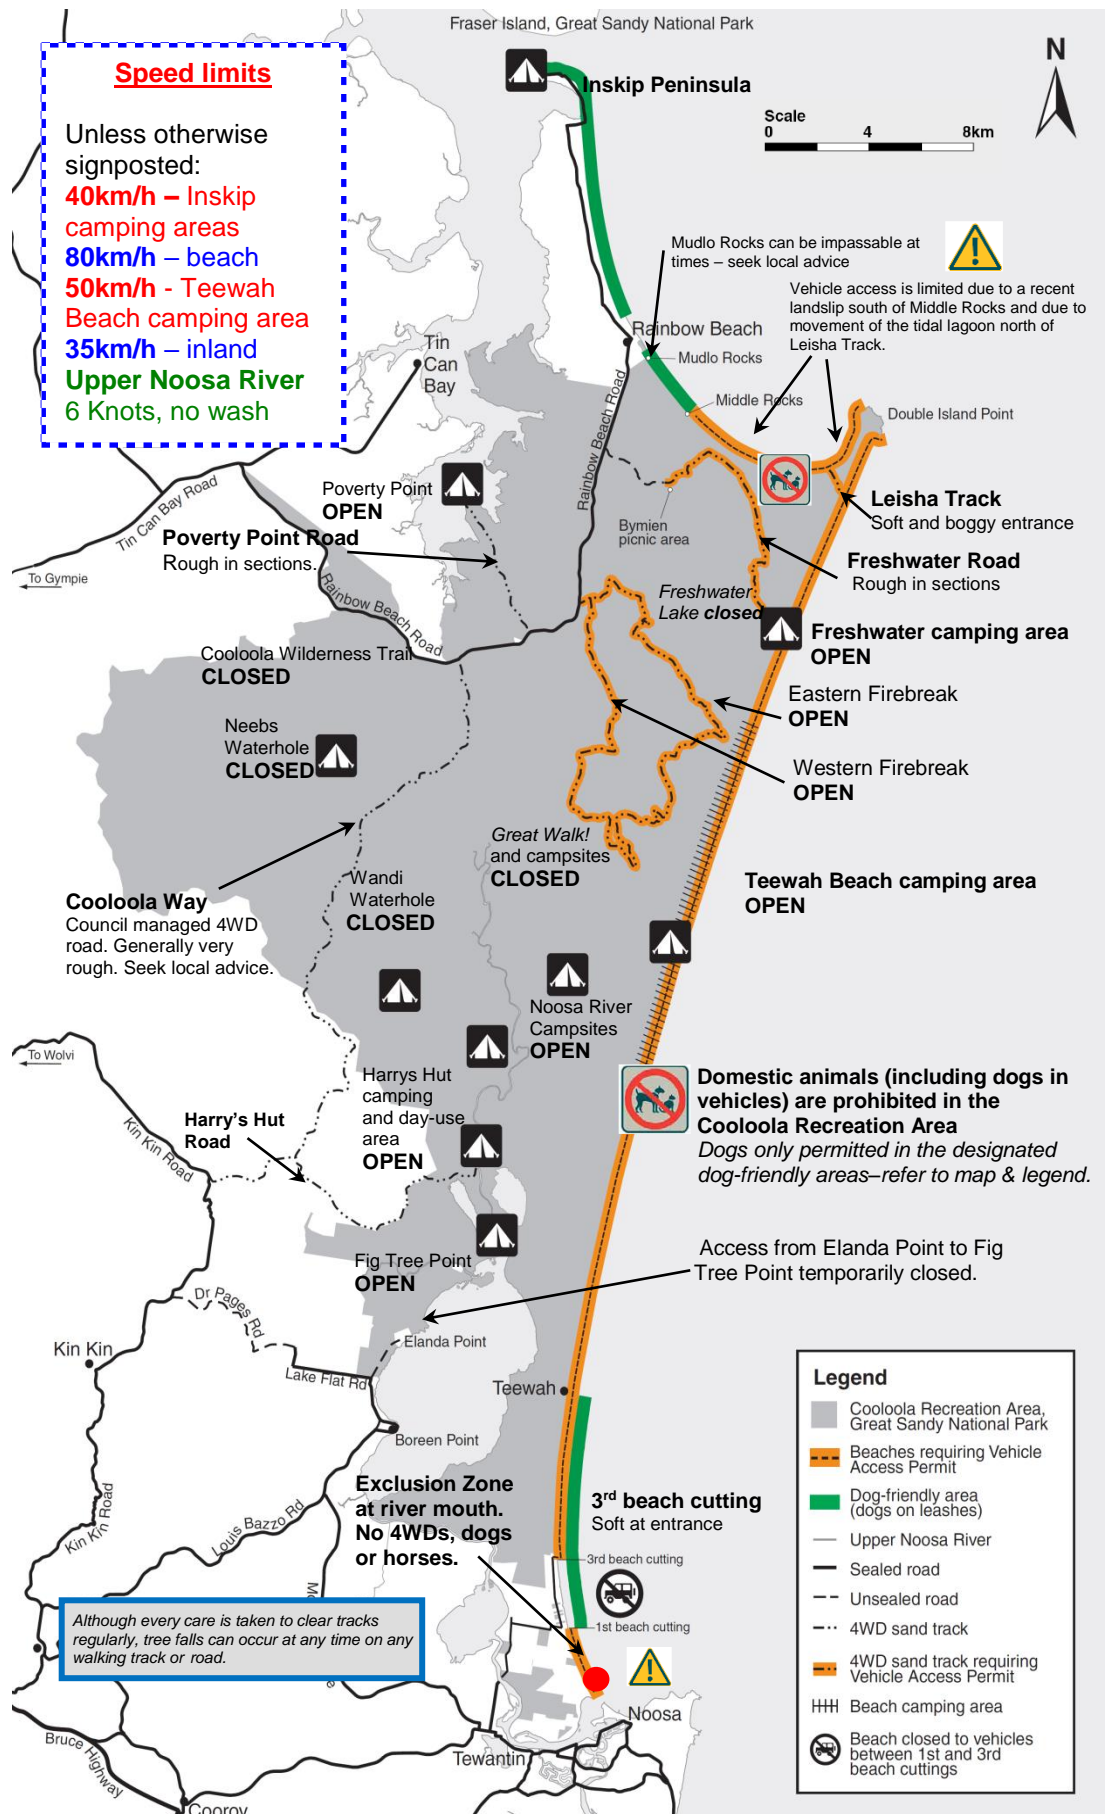 Fraser Island, Great Sandy National Park
Speed limits
Unless otherwise
signposted:
40km/h – Inskip
camping areas
80km/h – beach
50km/h - Teewah
Beach camping area
35km/h – inland
Upper Noosa River
6 Knots, no wash
Inskip Peninsula
N
Scale
0 4 8km
Mudlo Rocks can be impassable at
times – seek local advice
Vehicle access is limited due to a recent
landslip south of Middle Rocks and due to
movement of the tidal lagoon north of
Leisha Track.
Rainbow Beach
Mudlo Rocks
Middle Rocks
Double Island Point
Tin
Can
Bay
Rainbow Beach Road
Tin Can Bay Road
To Gympie
Poverty Point
OPEN
Poverty Point Road
Rough in sections.
Rainbow Beach Road
Bymien
picnic area
Leisha Track
Soft and boggy entrance
Freshwater Road
Rough in sections
Freshwater
Lake closed
Freshwater camping area
OPEN
Cooloola Wilderness Trail
CLOSED
Eastern Firebreak
OPEN
Neebs
Waterhole
CLOSED
Western Firebreak
OPEN
Great Walk!
and campsites
CLOSED
Teewah Beach camping area
OPEN
Wandi
Waterhole
CLOSED
Cooloola Way
Council managed 4WD
road. Generally very
rough. Seek local advice.
Noosa River
Campsites
OPEN
To Wolvi
Kin Kin Road
Harry's Hut
Road
Harrys Hut
camping
and day-use
area
OPEN
Domestic animals (including dogs in
vehicles) are prohibited in the
Cooloola Recreation Area
Dogs only permitted in the designated
dog-friendly areas–refer to map & legend.
Fig Tree Point
OPEN
Access from Elanda Point to Fig
Tree Point temporarily closed.
Dr Pages Rd
Elanda Point
Kin Kin
Lake Flat Rd
Teewah
Boreen Point
Kin Kin Road
Louis Bazzo Rd
Exclusion Zone
at river mouth.
No 4WDs, dogs
or horses.
3rd beach cutting
Soft at entrance
3rd beach cutting
1st beach cutting
Although every care is taken to clear tracks
regularly, tree falls can occur at any time on any
walking track or road.
Noosa
Tewantin
Bruce Highway
Cooroy
Legend
Cooloola Recreation Area,
Great Sandy National Park
Beaches requiring Vehicle
Access Permit
Dog-friendly area
(dogs on leashes)
Upper Noosa River
Sealed road
Unsealed road
4WD sand track
4WD sand track requiring
Vehicle Access Permit
Beach camping area
Beach closed to vehicles
between 1st and 3rd
beach cuttings